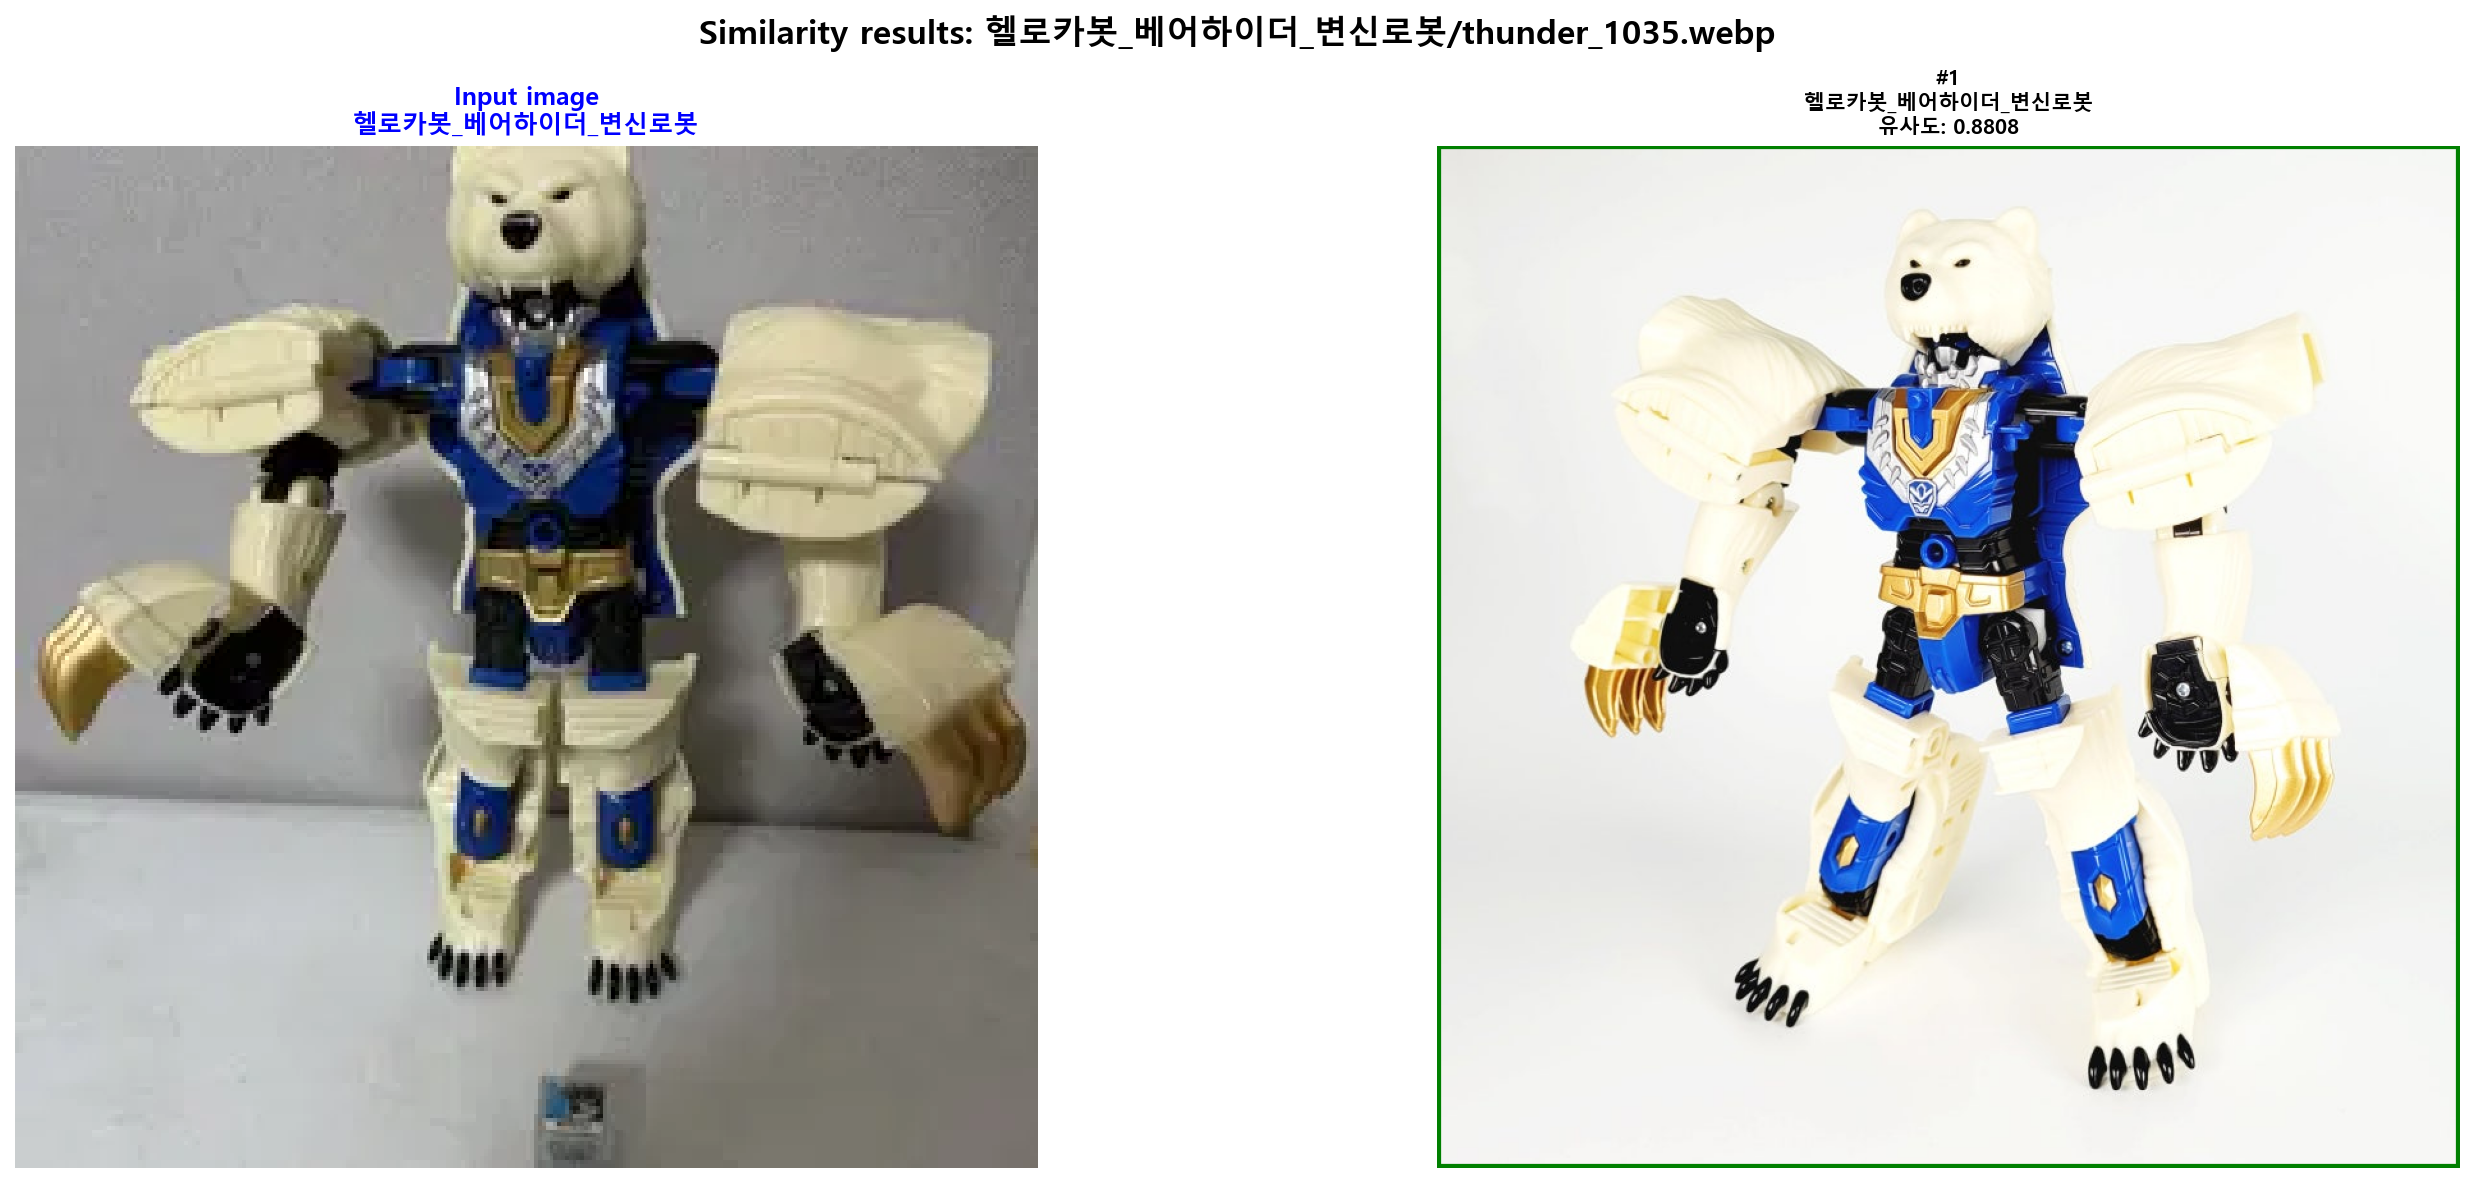 Similarity results: 헬로카봇_베어하이더_변신로봇/thunder_1035.webp
Input image
헬로카봇_베어하이더_변신로봇
#1
헬로카봇_베어하이더_변신로봇
유사도: 0.8808